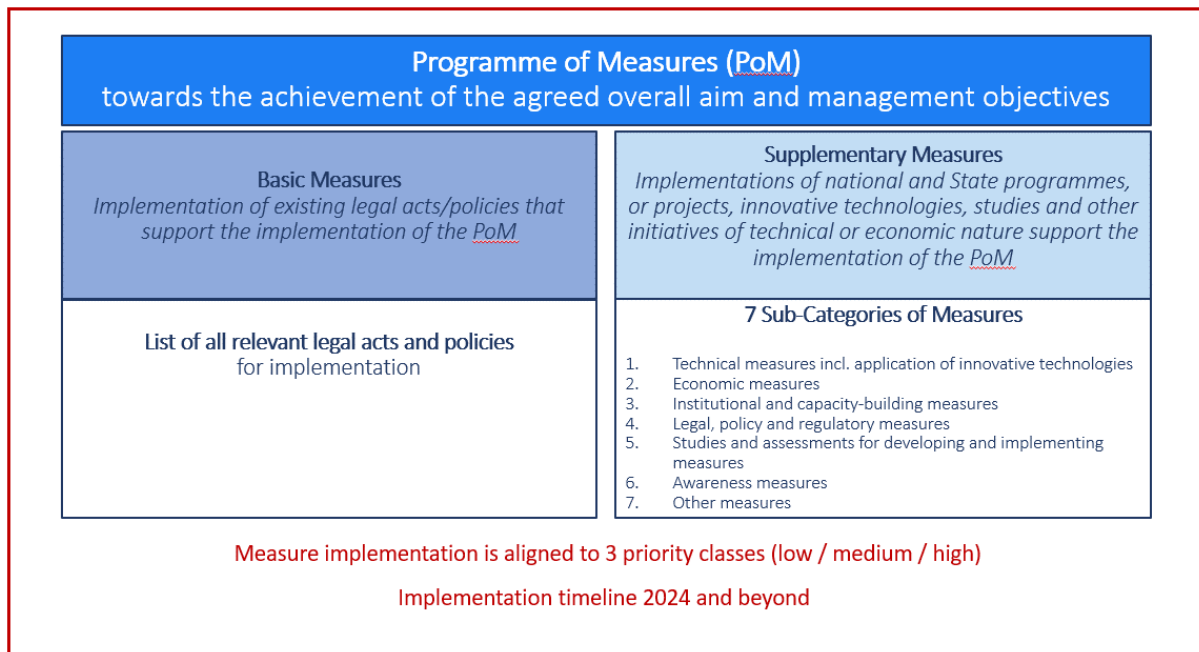 Programme of Measures (PoM)
towards the achievement of the agreed overall aim and management objectives
Basic Measures
Implementation of existing legal acts/policies that
support the implementation of the PoM
List of all relevant legal acts and policies
for implementation
Supplementary Measures
Implementations of national and State programmes,
or projects, innovative technologies, studies and other
initiatives of technical or economic nature support the
implementation of the PoM
7 Sub-Categories of Measures
1. Technical measures incl. application of innovative technologies
2. Economic measures
3. Institutional and capacity-building measures
4. Legal, policy and regulatory measures
5. Studies and assessments for developing and implementing
measures
6. Awareness measures
7. Other measures
Measure implementation is aligned to 3 priority classes (low / medium / high)
Implementation timeline 2024 and beyond